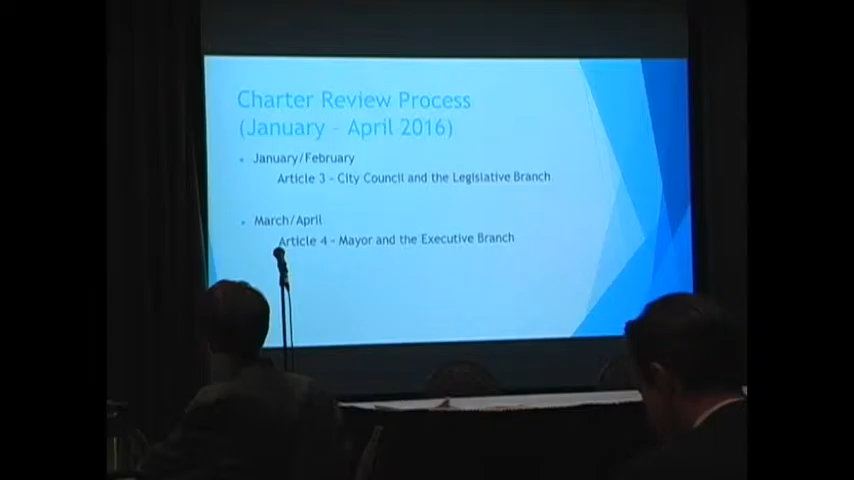 Charter Review Process
(January - April 2016)
January/February
Article 3 - City Council and the Legislative Branch
March/April
Article 4 - Mayor and the Executive Branch